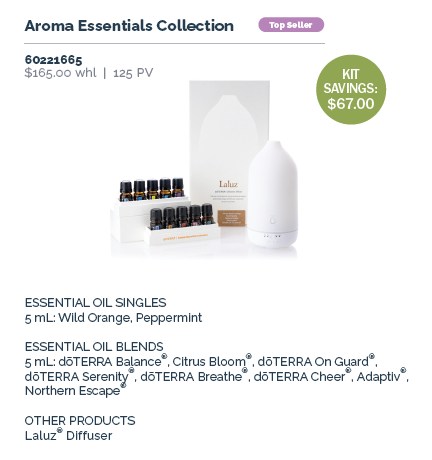 Aroma Essentials Collection
Top Seller
60221665
$165.00 whl | 125 PV
KIT
SAVINGS:
$67.00
Laluz
ESSENTIAL OIL SINGLES
5 mL: Wild Orange, Peppermint
ESSENTIAL OIL BLENDS
5 mL: dōTERRA Balance®, Citrus Bloom®, dōTERRA On Guard®,
dōTERRA Serenity®, dōTERRA Breathe®, dōTERRA Cheer®, Adaptiv®,
Northern Escape®
OTHER PRODUCTS
Laluz® Diffuser